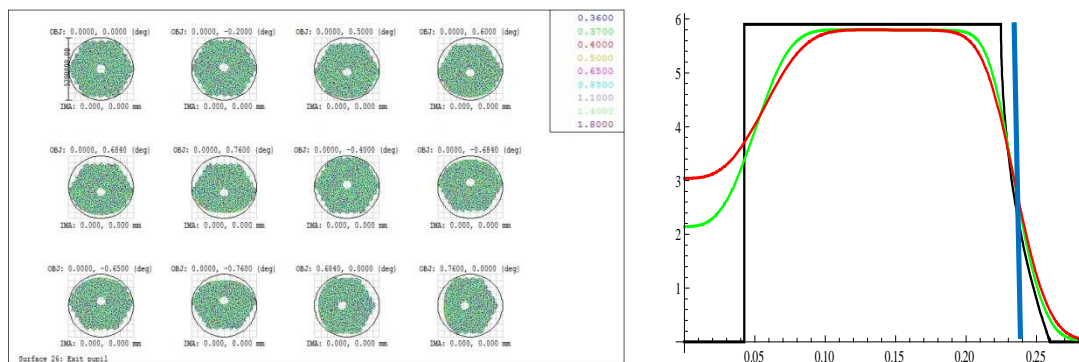 OBJ: 0.0000, 0.0000 (deg)
OBJ: 0.0000, -0.2000 (deg)
OBJ: 0.0000, 0.5000 (deg)
OBJ: 0.0000, 0.6000 (deg)
IMA: 0.000, 0.000 mm
IMA: 0.000, 0.000 mm
IMA: 0.000, 0.000 mm
IMA: 0.000, 0.000 mm
OBJ: 0.0000, 0.6840 (deg)
OBJ: 0.0000, 0.7600 (deg)
OBJ: 0.0000, -0.4000 (deg)
OBJ: 0.0000, -0.6840 (deg)
IMA: 0.000, 0.000 mm
IMA: 0.000, 0.000 mm
IMA: 0.000, 0.000 mm
IMA: 0.000, 0.000 mm
OBJ: 0.0000, -0.6500 (deg)
OBJ: 0.0000, -0.7600 (deg)
OBJ: 0.6840, 0.0000 (deg)
OBJ: 0.7600, 0.0000 (deg)
IMA: 0.000, 0.000 mm
IMA: 0.000, 0.000 mm
IMA: 0.000, 0.000 mm
IMA: 0.000, 0.000 mm
Surface 26: Exit pupil
0.3600
0.3700
0.4000
0.5000
0.6500
0.8500
1.1000
1.4000
1.8000
6
5
4
3
2
1
0.05
0.10
0.15
0.20
0.25